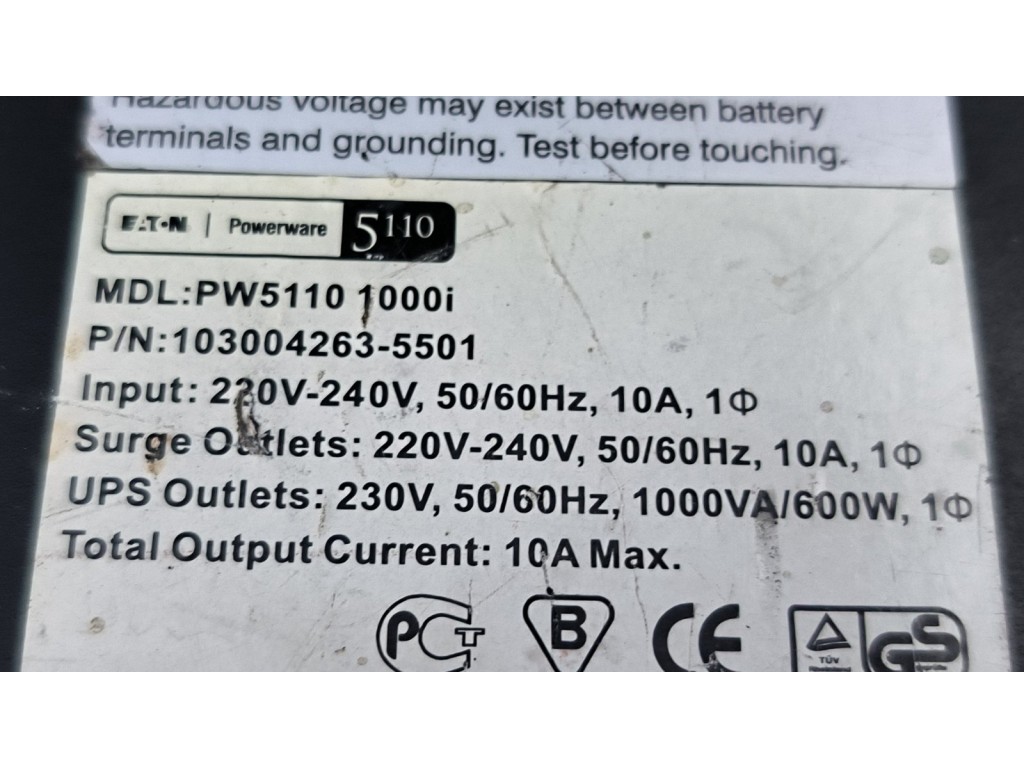 Hazardous voltage may exist between battery
terminals and grounding. Test before touching.
EATON | Powerware 5110
MDL:PW5110 1000i
P/N:103004263-5501
Input: 220V-240V, 50/60Hz, 10A, 1Φ
Surge Outlets: 220V-240V, 50/60Hz, 10A, 1Φ
UPS Outlets: 230V, 50/60Hz, 1000VA/600W, 1Φ
Total Output Current: 10A Max.
PCT B CE TÜV GS